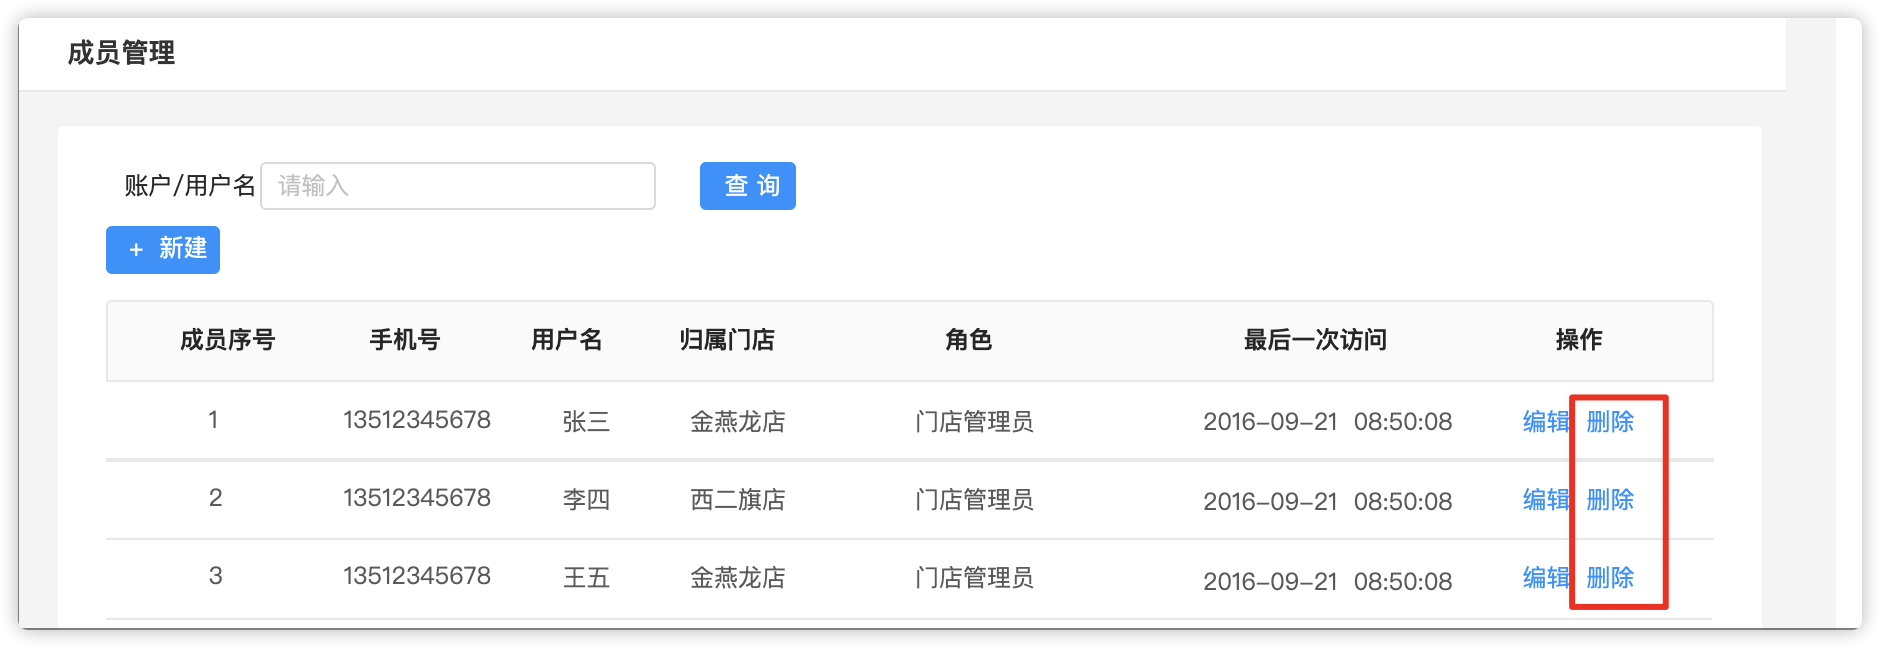 成员管理
账户/用户名 请输入 查 询
+ 新建
成员序号 手机号 用户名 归属门店 角色 最后一次访问 操作
1 13512345678 张三 金燕龙店 门店管理员 2016-09-21 08:50:08 编辑 删除
2 13512345678 李四 西二旗店 门店管理员 2016-09-21 08:50:08 编辑 删除
3 13512345678 王五 金燕龙店 门店管理员 2016-09-21 08:50:08 编辑 删除